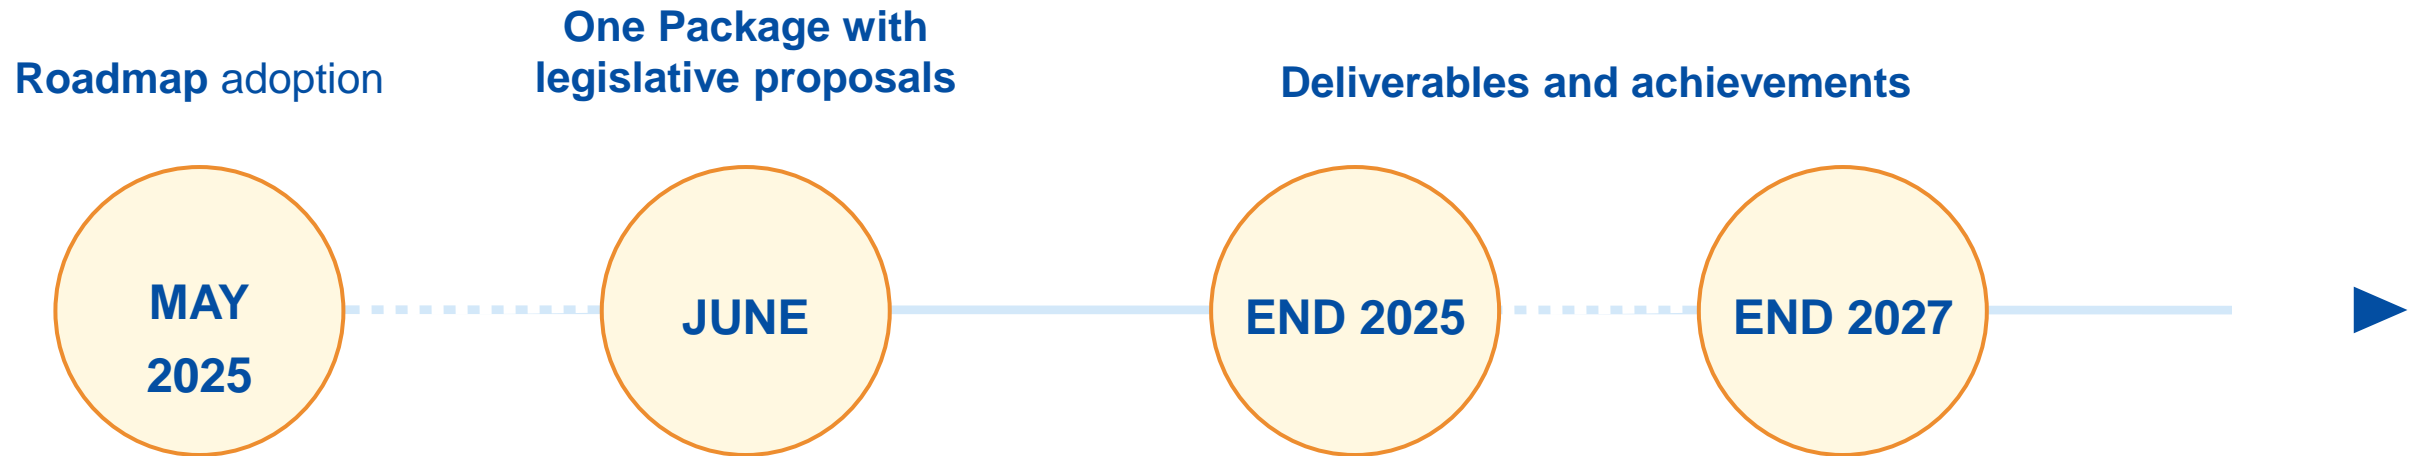 Roadmap adoption
One Package with
legislative proposals
Deliverables and achievements
MAY
2025
JUNE
END 2025
END 2027